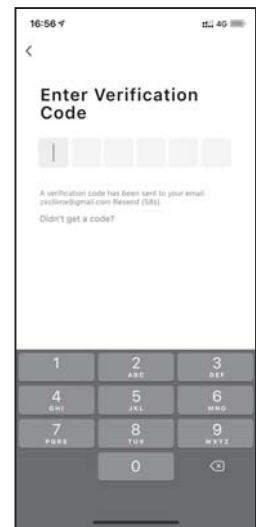 16:56
4G
Enter Verification
Code
A verification code has been sent to your email
Resend (58s)
Didn't get a code?
1
2
ABC
3
DEF
4
GHI
5
JKL
6
MNO
7
PQRS
8
TUV
9
WXYZ
0